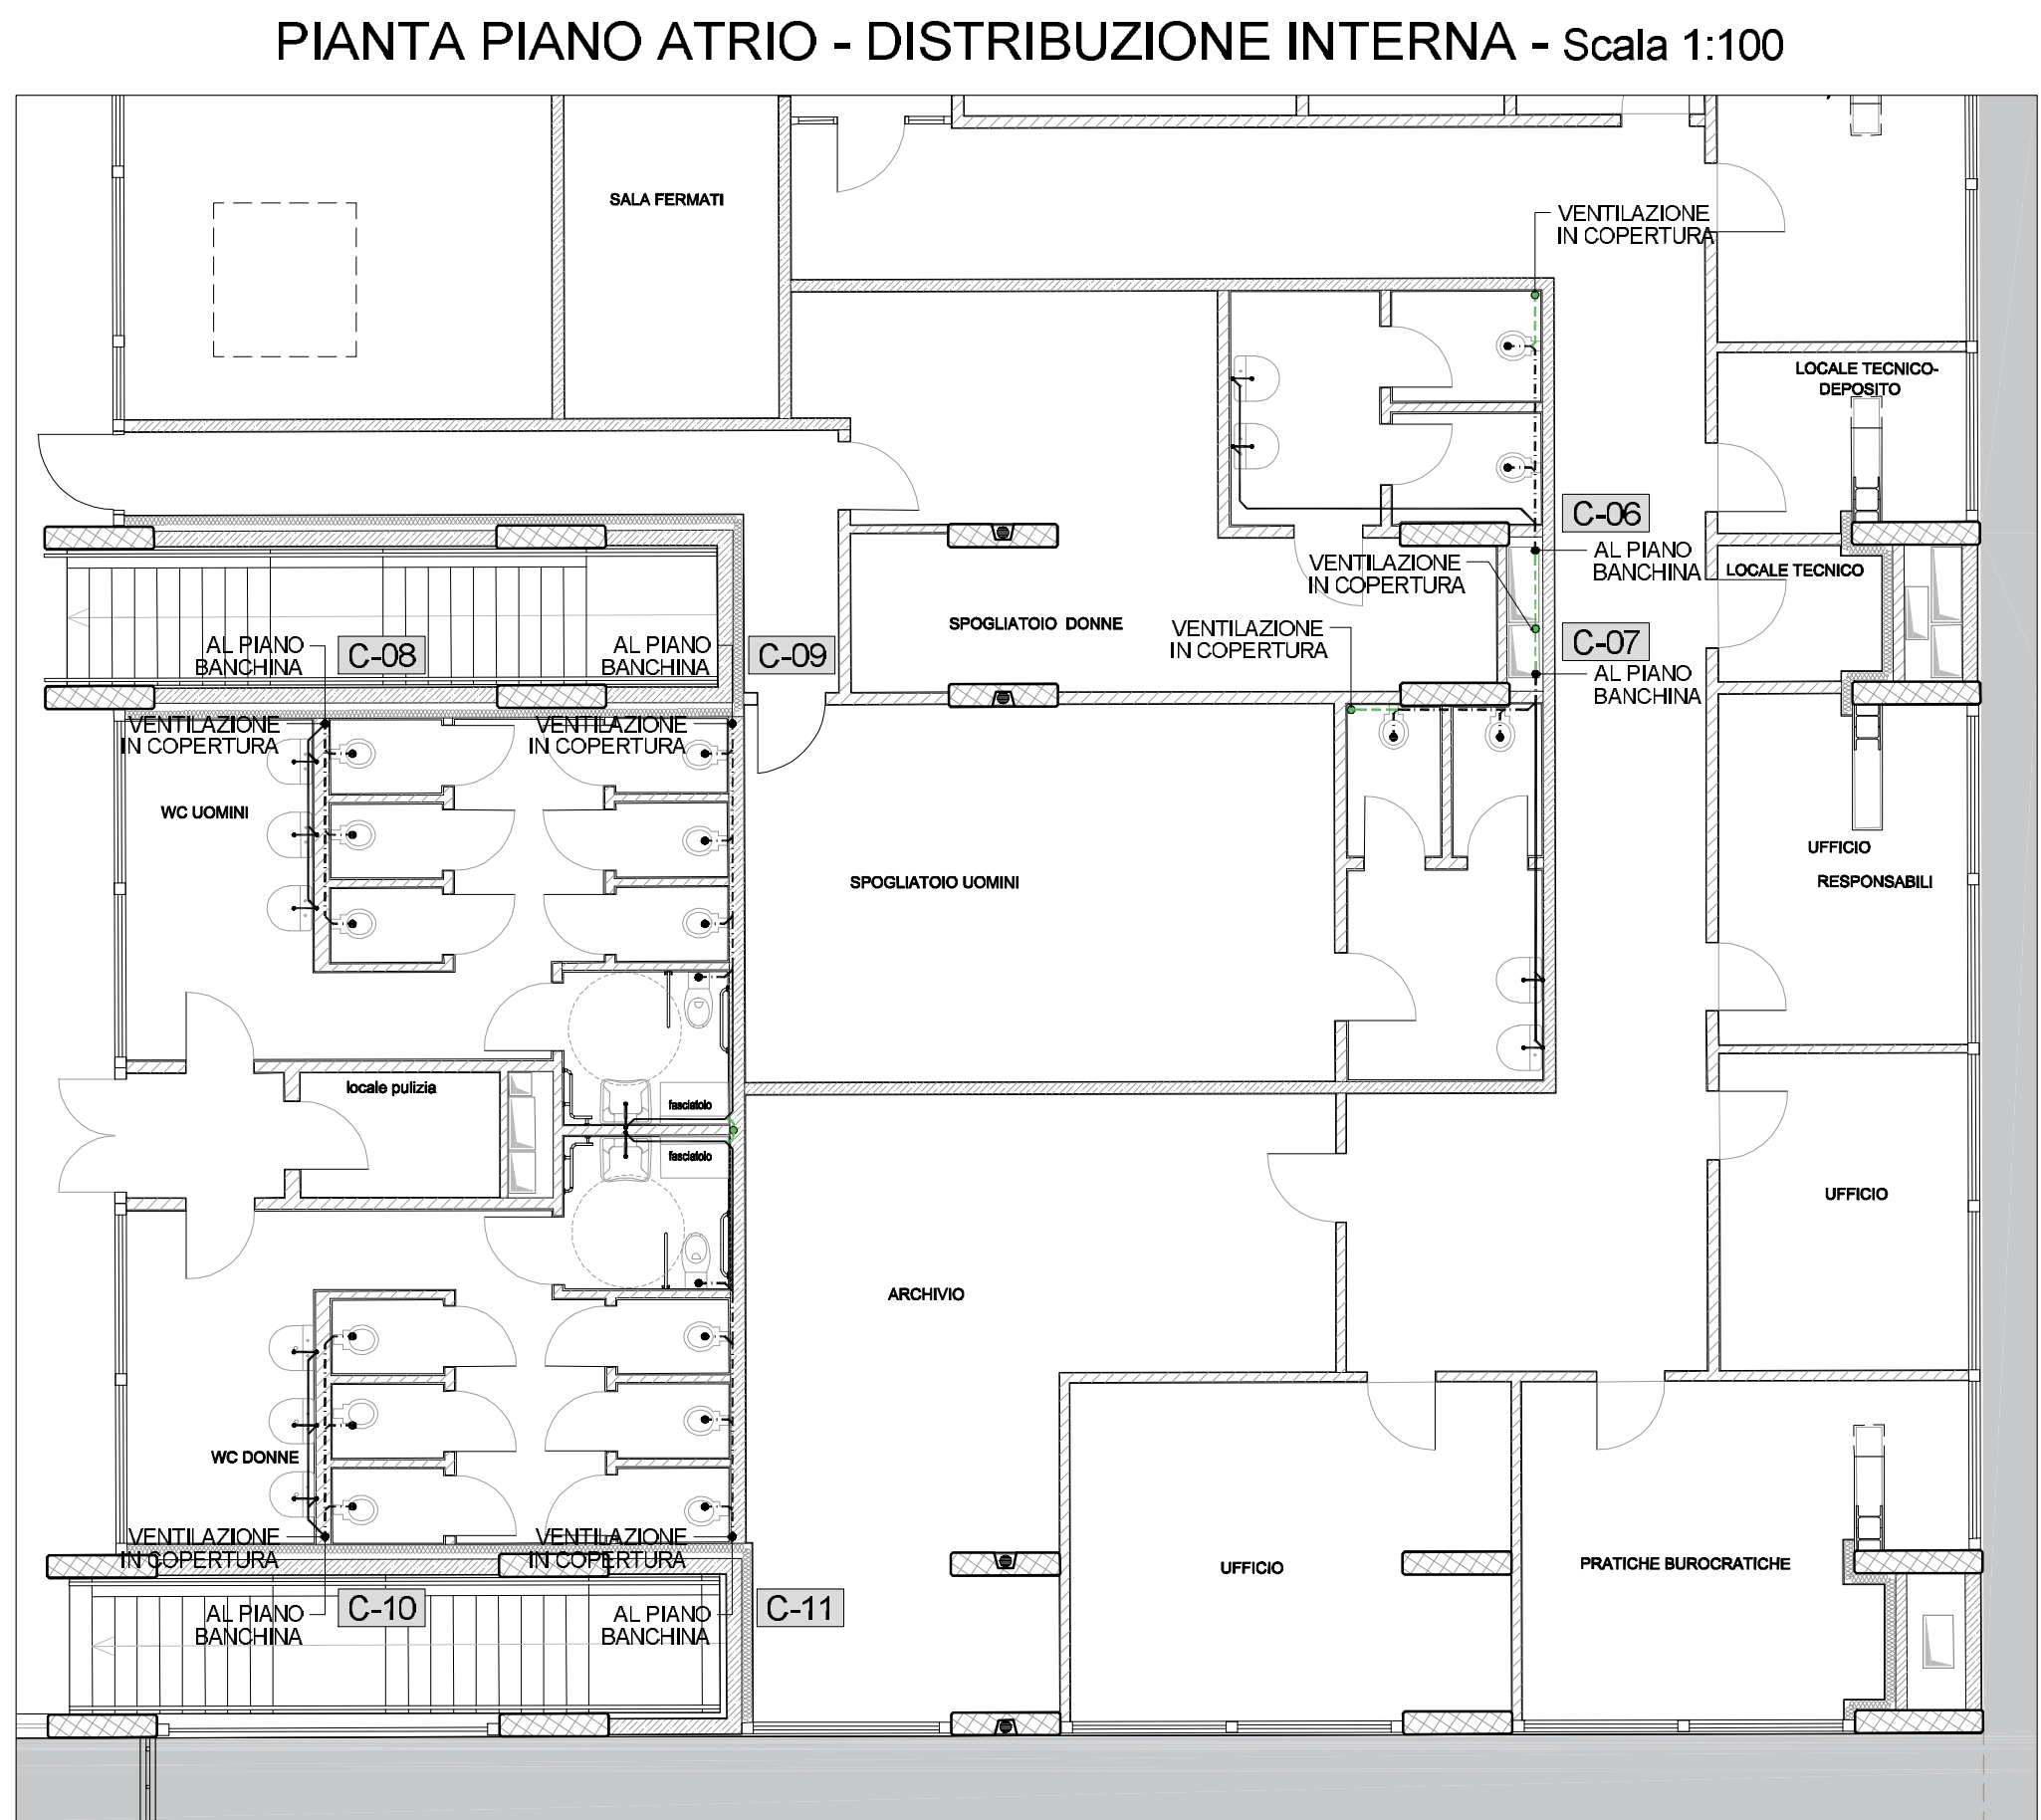 PIANTA PIANO ATRIO - DISTRIBUZIONE INTERNA - Scala 1:100
SALA FERMATI
VENTILAZIONE
IN COPERTURA
LOCALE TECNICO-
DEPOSITO
C-06
AL PIANO
BANCHINA
VENTILAZIONE
IN COPERTURA
LOCALE TECNICO
SPOGLIATOIO DONNE
VENTILAZIONE
IN COPERTURA
C-07
AL PIANO
BANCHINA
AL PIANO
BANCHINA
C-08
AL PIANO
BANCHINA
C-09
VENTILAZIONE
IN COPERTURA
VENTILAZIONE
IN COPERTURA
WC UOMINI
SPOGLIATOIO UOMINI
UFFICIO
RESPONSABILI
locale pulizia
fasciatoio
fasciatoio
UFFICIO
ARCHIVIO
WC DONNE
VENTILAZIONE
IN COPERTURA
VENTILAZIONE
IN COPERTURA
UFFICIO
PRATICHE BUROCRATICHE
AL PIANO
BANCHINA
C-10
AL PIANO
BANCHINA
C-11